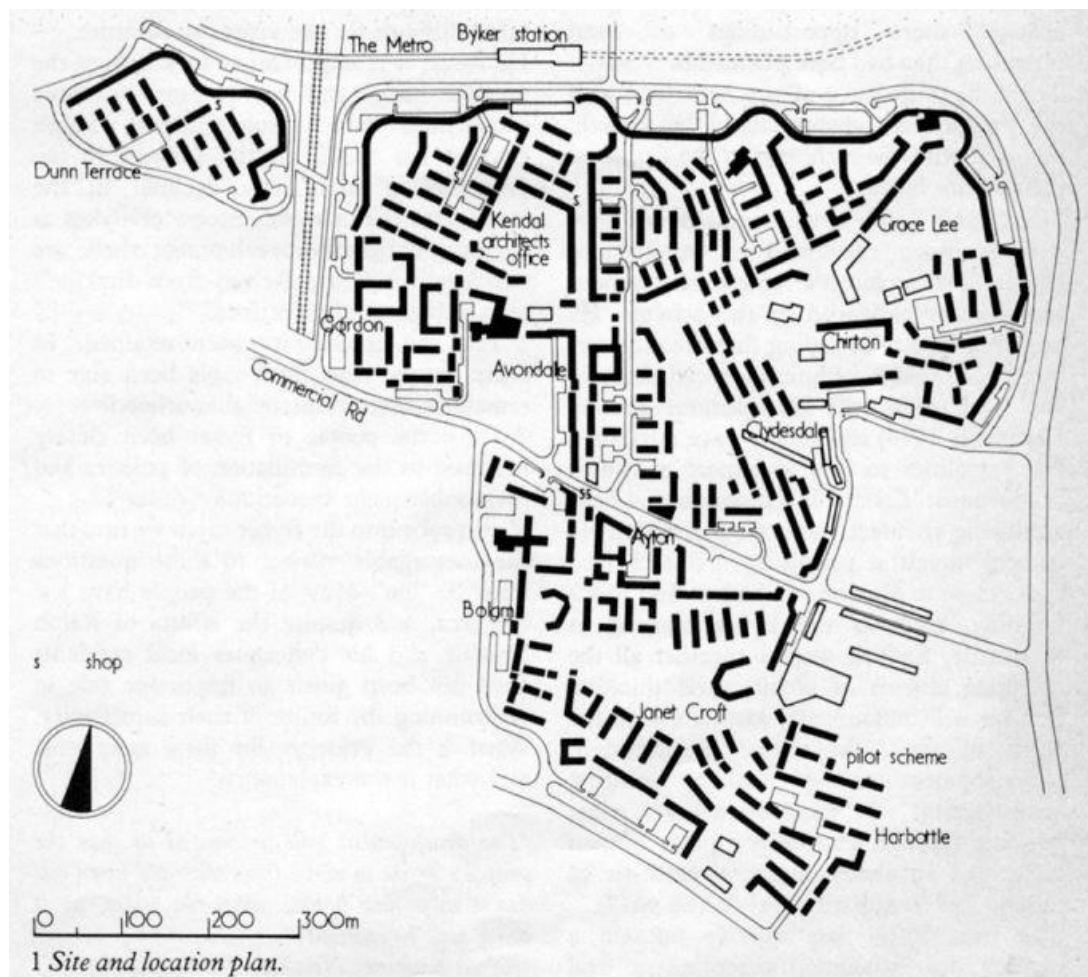 The Metro
Byker station
Dunn Terrace
Kendal
architects
office
Grace Lee
Gordon
Chirton
Avondale
Commercial Rd
Clydesdale
Ayton
Bolam
s shop
Janet Croft
pilot scheme
Harbattle
0 100 200 300m
1 Site and location plan.